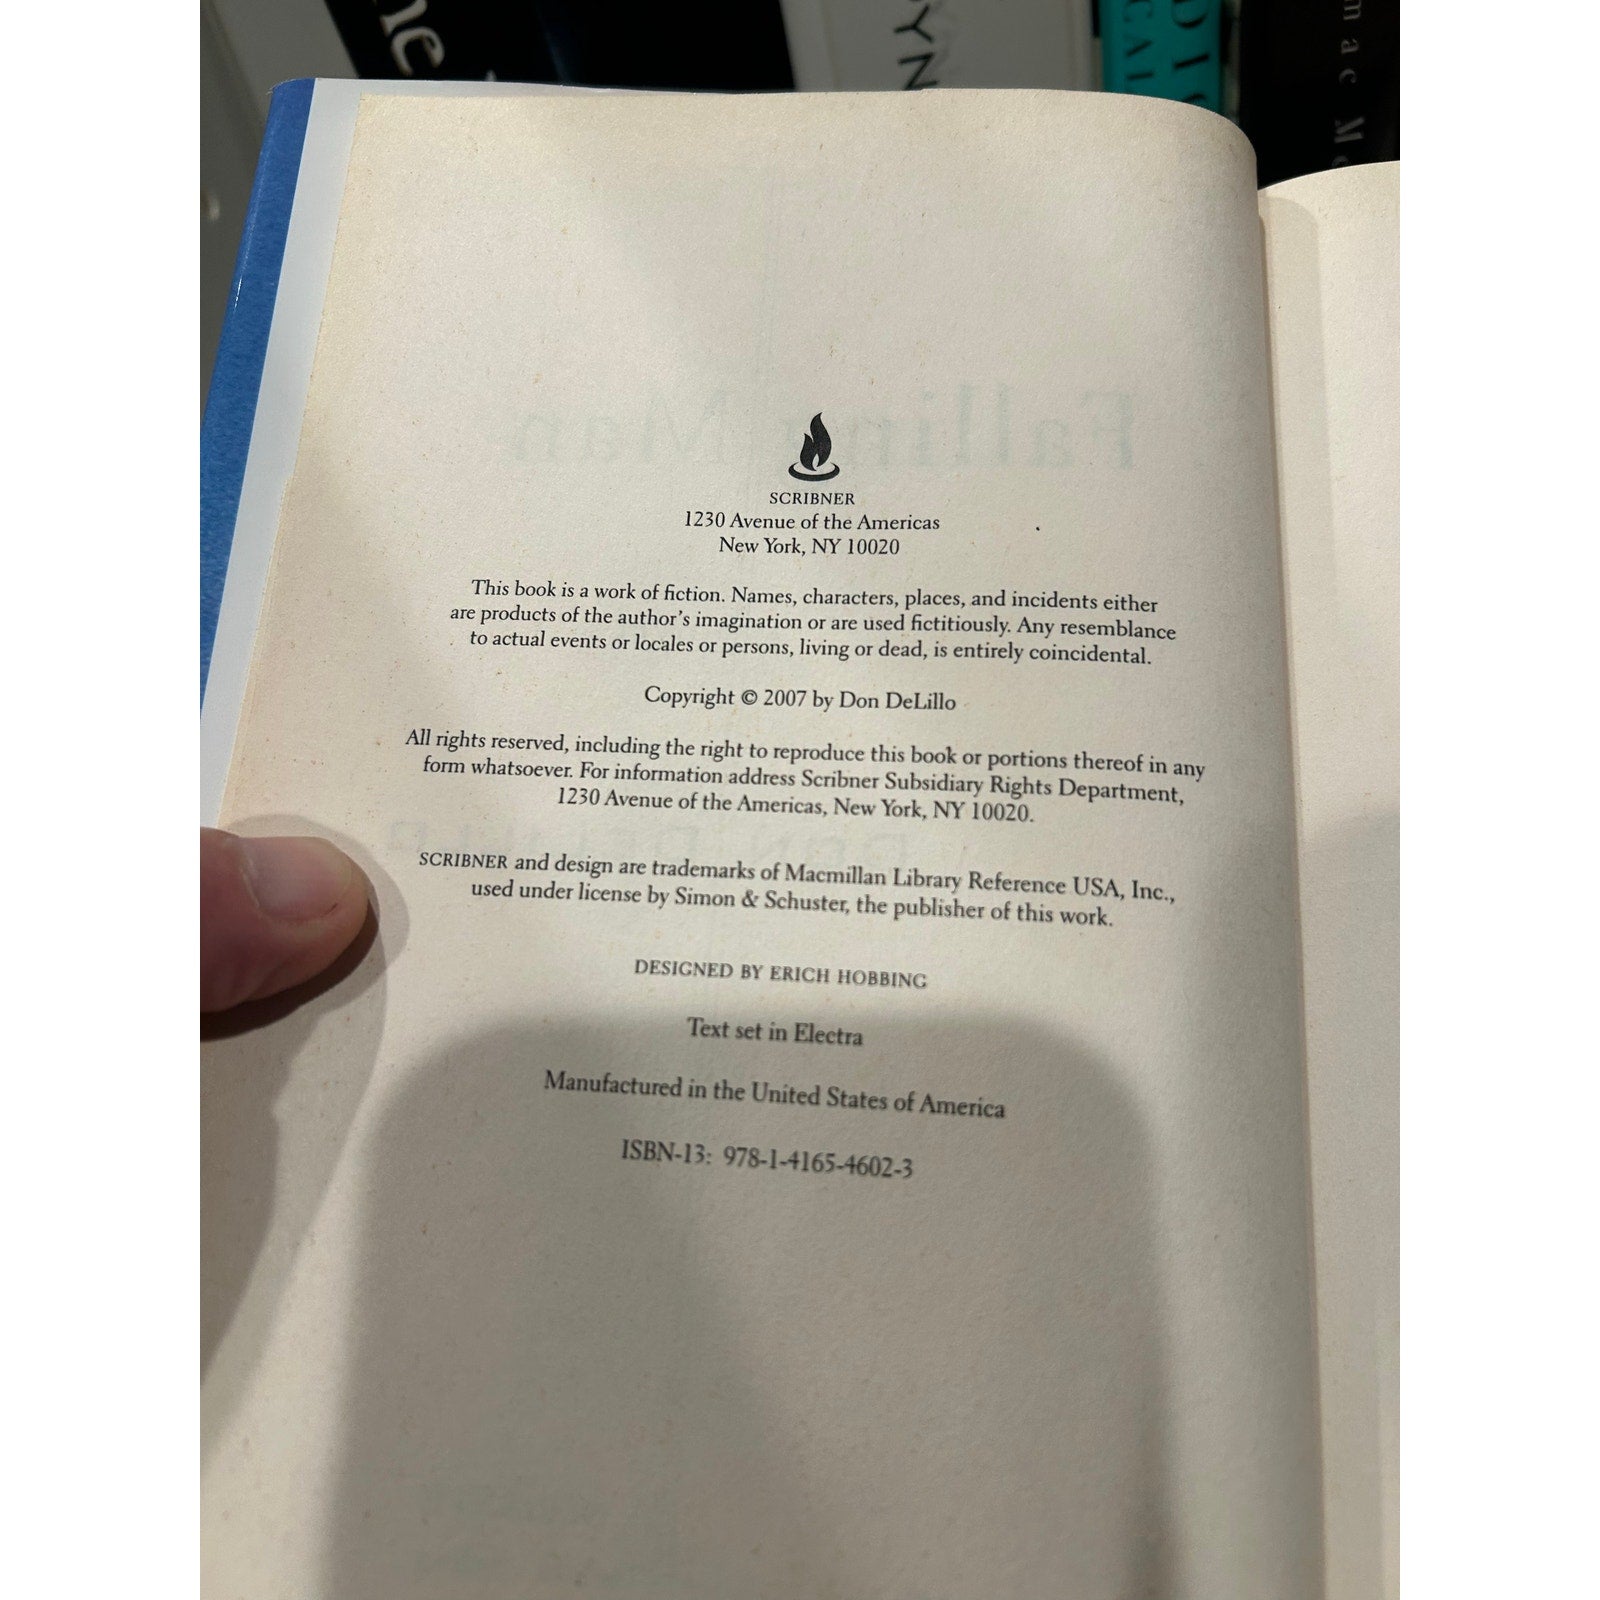 SCRIBNER
1230 Avenue of the Americas
New York, NY 10020
This book is a work of fiction. Names, characters, places, and incidents either
are products of the author's imagination or are used fictitiously. Any resemblance
to actual events or locales or persons, living or dead, is entirely coincidental.
Copyright © 2007 by Don DeLillo
All rights reserved, including the right to reproduce this book or portions thereof in any
form whatsoever. For information address Scribner Subsidiary Rights Department,
1230 Avenue of the Americas, New York, NY 10020.
SCRIBNER and design are trademarks of Macmillan Library Reference USA, Inc.,
used under license by Simon & Schuster, the publisher of this work.
DESIGNED BY ERICH HOBBING
Text set in Electra
Manufactured in the United States of America
ISBN-13: 978-1-4165-4602-3